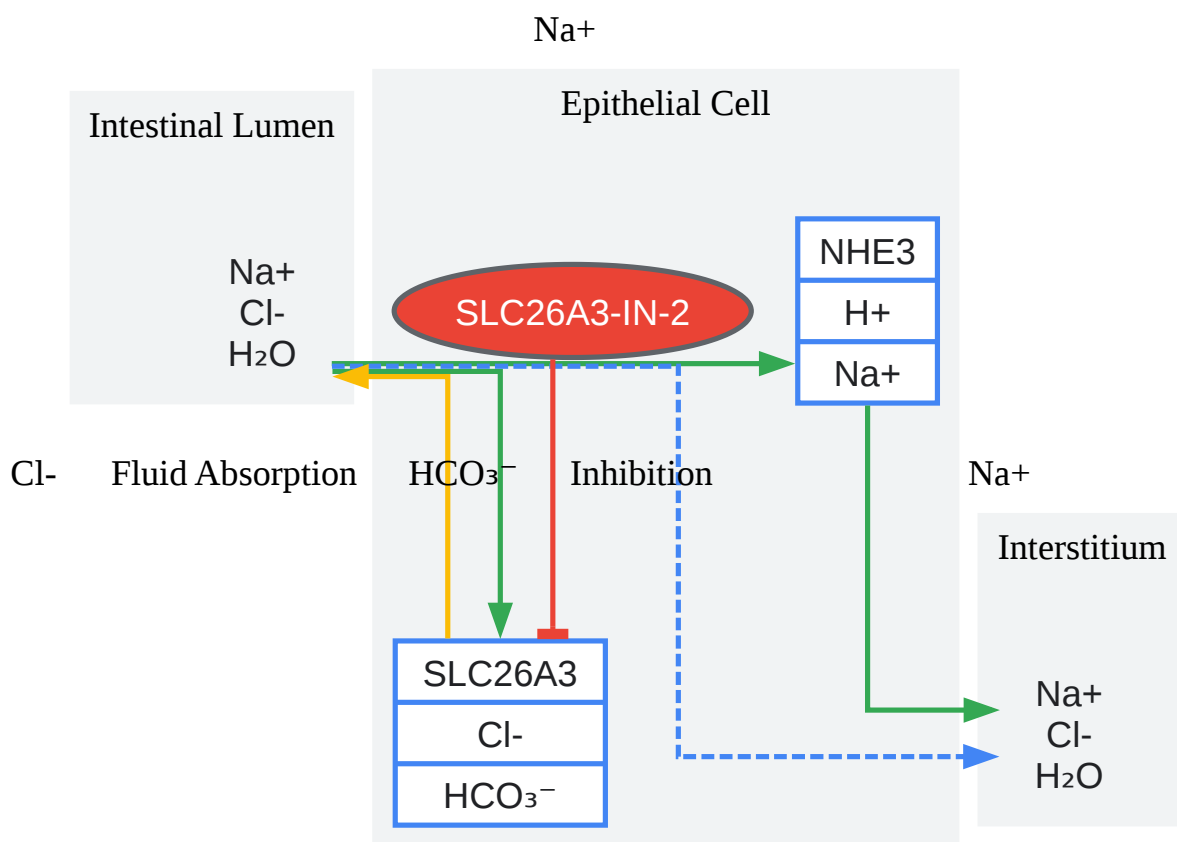 Na+
Epithelial Cell
Intestinal Lumen
Na+
Cl-
H₂O
SLC26A3-IN-2
NHE3
H+
Na+
Cl-
Fluid Absorption
HCO₃⁻
Inhibition
Na+
Interstitium
SLC26A3
Cl-
HCO₃⁻
Na+
Cl-
H₂O